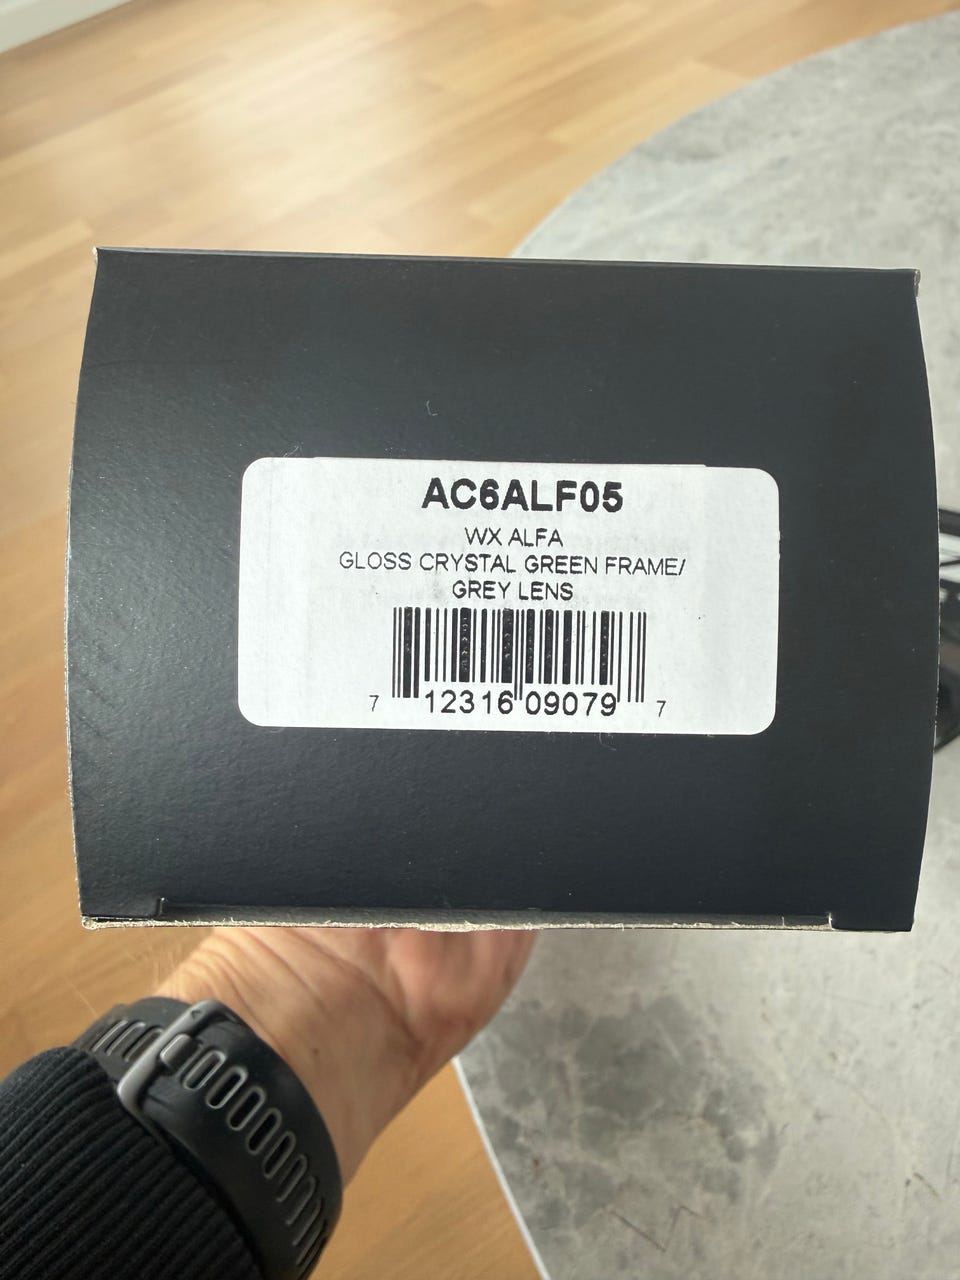 AC6ALF05
WX ALFA
GLOSS CRYSTAL GREEN FRAME/
GREY LENS
7 12316 09079 7